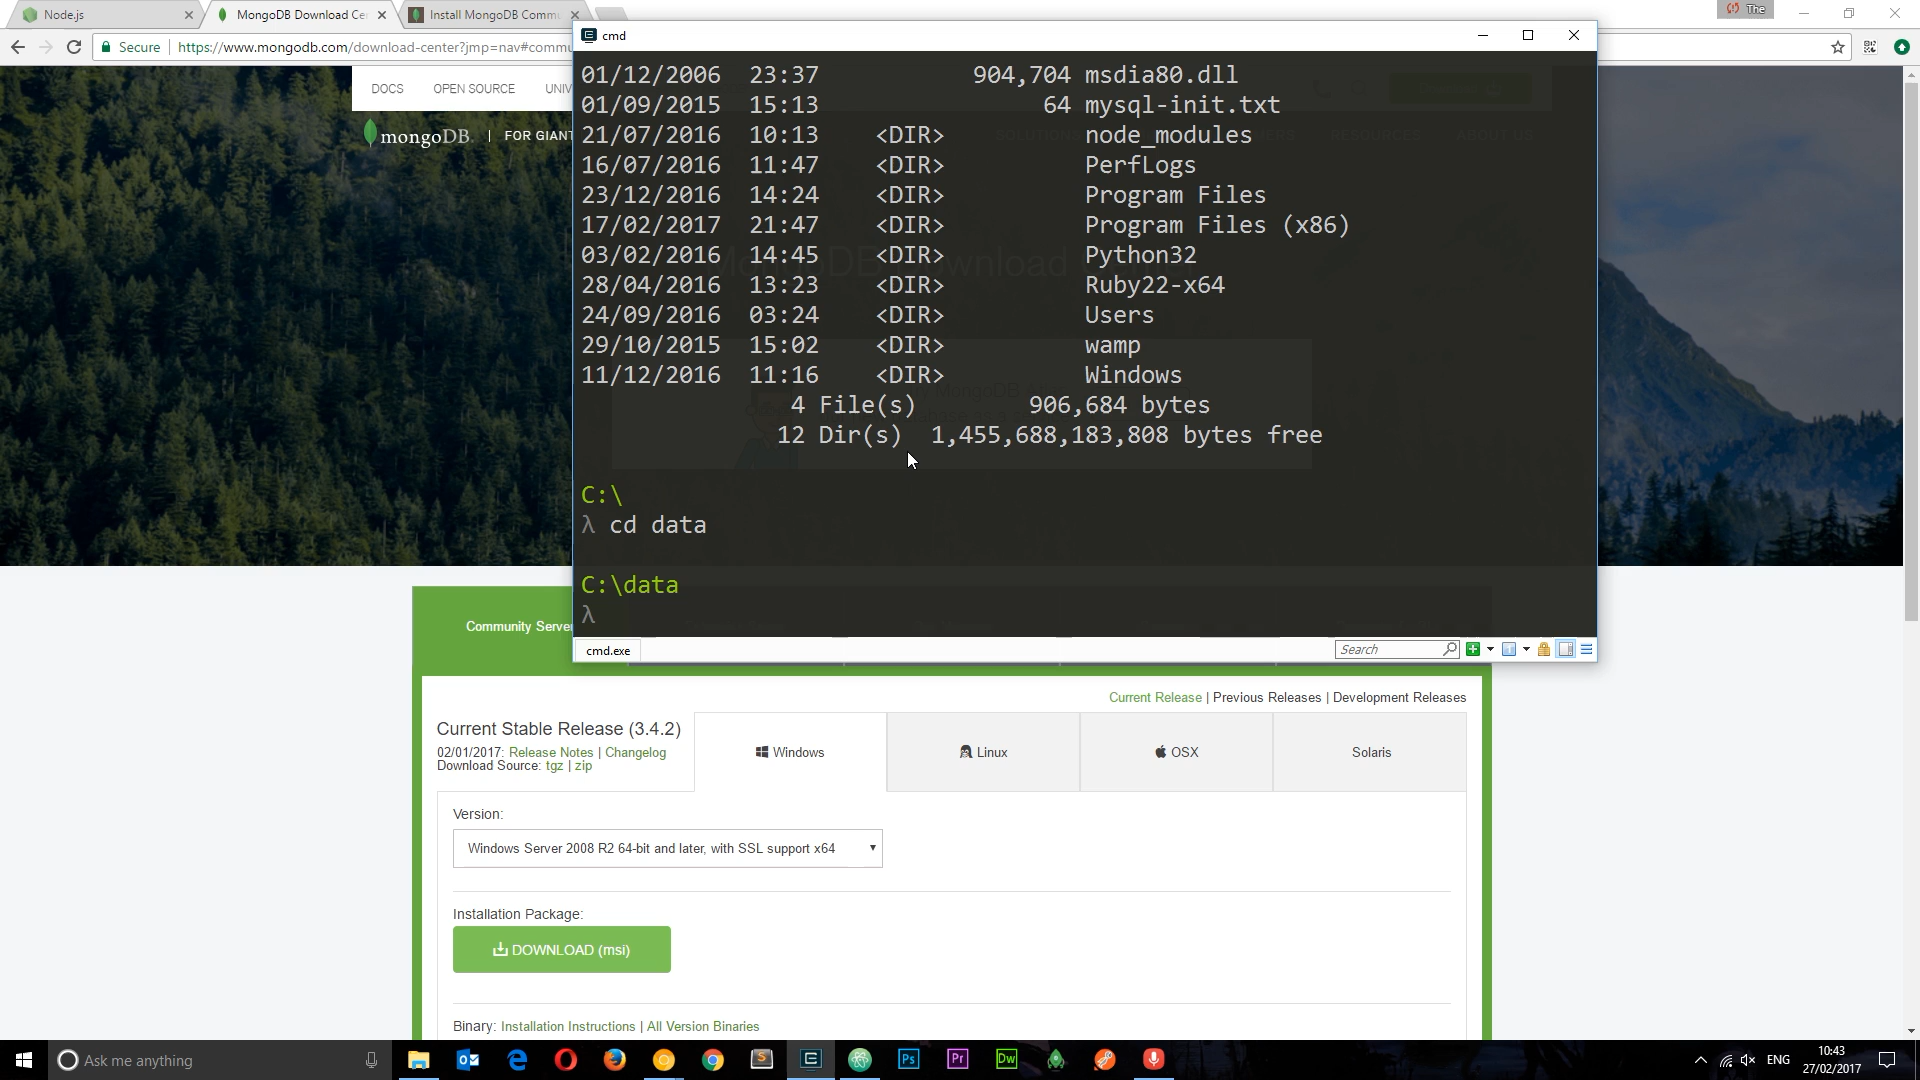 Node.js
MongoDB Download Ce
Install MongoDB Commu
The
Secure
https://www.mongodb.com/download-center?jmp=nav#commu
cmd
DOCS
OPEN SOURCE
UNIV
mongoDB.
FOR GIANT
01/12/2006 23:37 904,704 msdia80.dll
01/09/2015 15:13 64 mysql-init.txt
21/07/2016 10:13 <DIR> node_modules
16/07/2016 11:47 <DIR> PerfLogs
23/12/2016 14:24 <DIR> Program Files
17/02/2017 21:47 <DIR> Program Files (x86)
03/02/2016 14:45 <DIR> Python32
28/04/2016 13:23 <DIR> Ruby22-x64
24/09/2016 03:24 <DIR> Users
29/10/2015 15:02 <DIR> wamp
11/12/2016 11:16 <DIR> Windows
4 File(s) 906,684 bytes
12 Dir(s) 1,455,688,183,808 bytes free
C:\
λ cd data
C:\data
λ
cmd.exe
Search
Community Server
Current Release | Previous Releases | Development Releases
Current Stable Release (3.4.2)
02/01/2017: Release Notes | Changelog
Download Source: tgz | zip
Windows
Linux
OSX
Solaris
Version:
Windows Server 2008 R2 64-bit and later, with SSL support x64
Installation Package:
DOWNLOAD (msi)
Binary: Installation Instructions | All Version Binaries
Ask me anything
Ps
Pr
Dw
ENG
10:43
27/02/2017